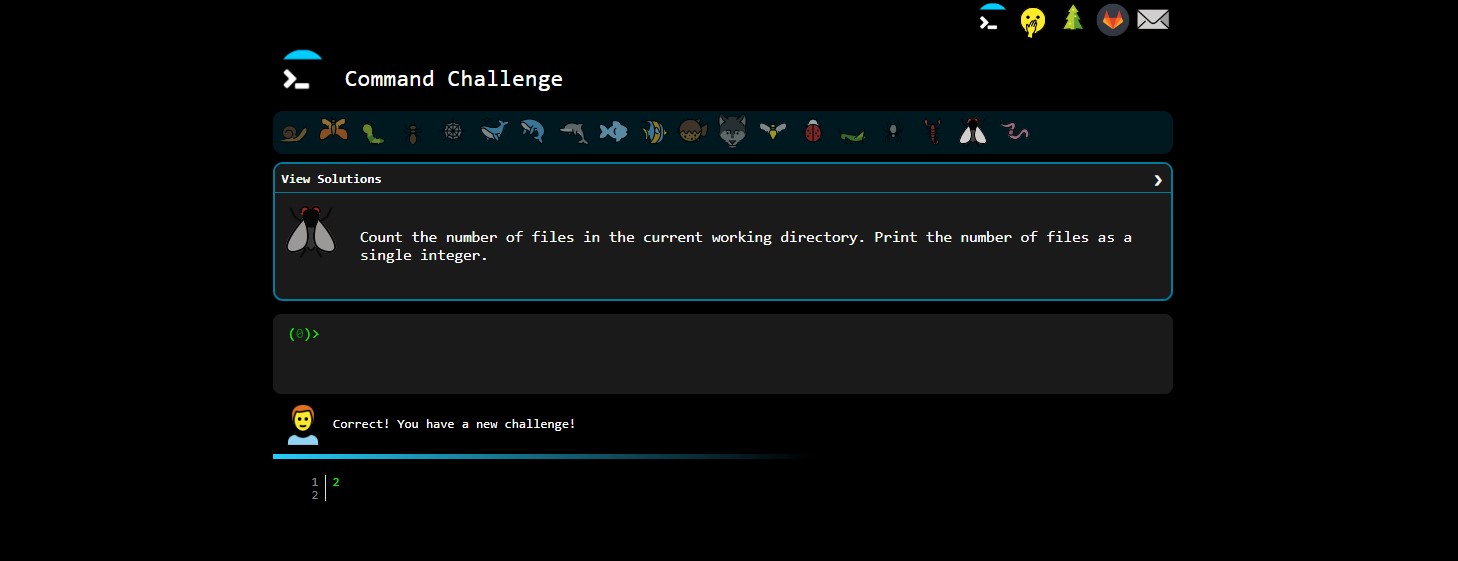 Command Challenge
View Solutions
Count the number of files in the current working directory. Print the number of files as a
single integer.
(0)>
Correct! You have a new challenge!
1 2
2